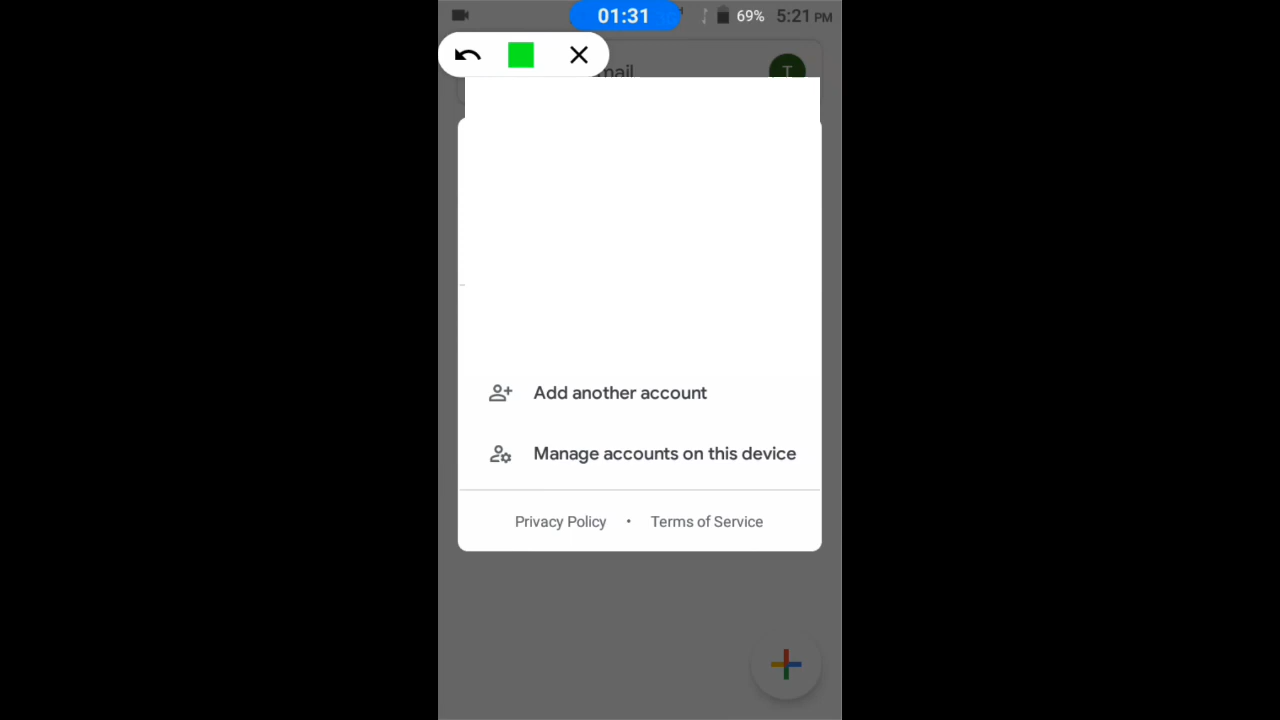 01:31
69% 5:21 PM
T
Add another account
Manage accounts on this device
Privacy Policy • Terms of Service